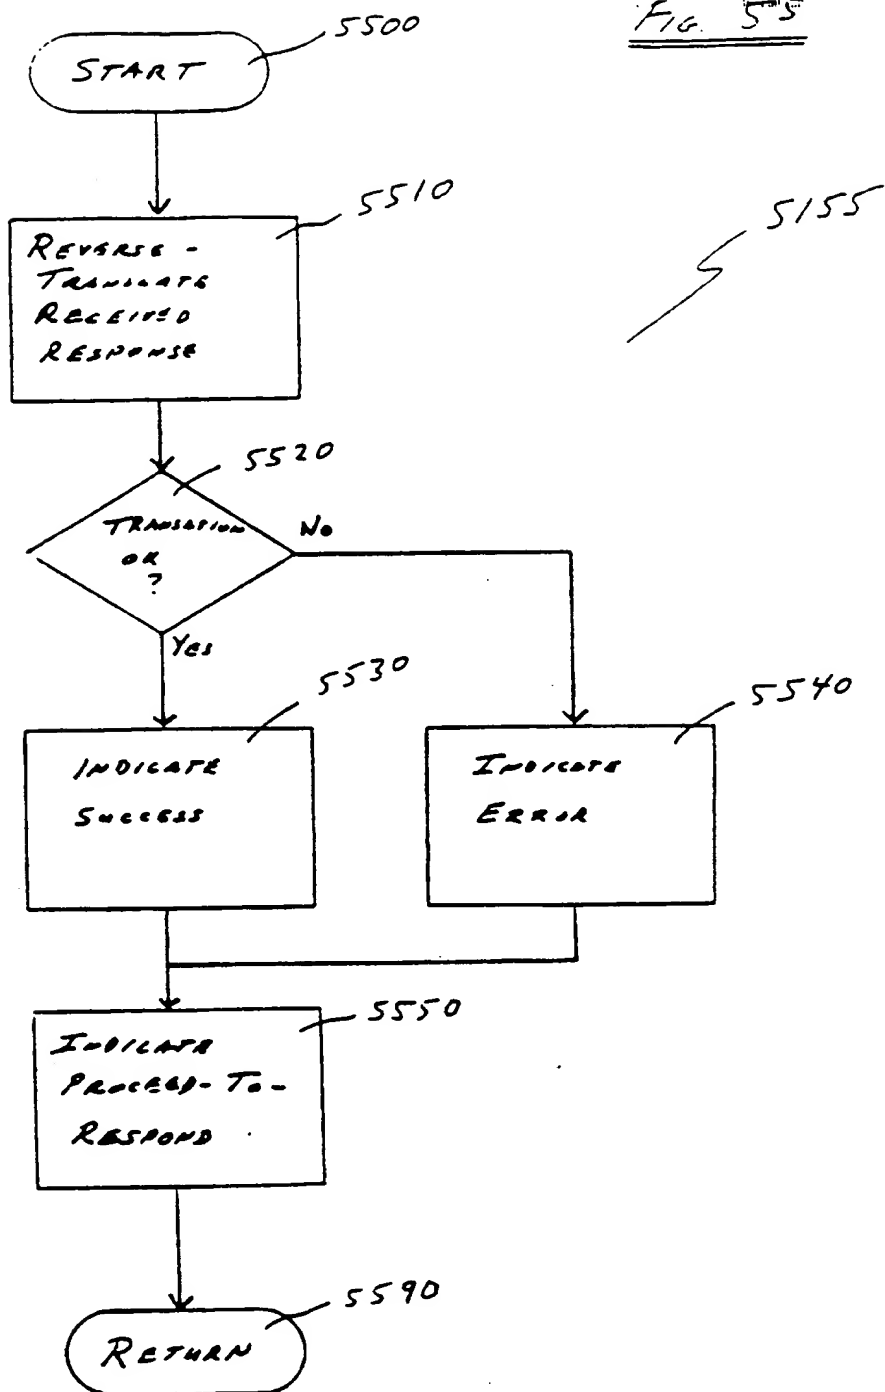 FIG. 55
5500
START
5510
5155
REVERSE-
TRANSLATE
RECEIVED
RESPONSE
5520
TRANSLATION
OK
?
NO
YES
5530
5540
INDICATE
SUCCESS
INDICATE
ERROR
5550
INDICATE
PROCEED-TO-
RESPOND
5590
RETURN